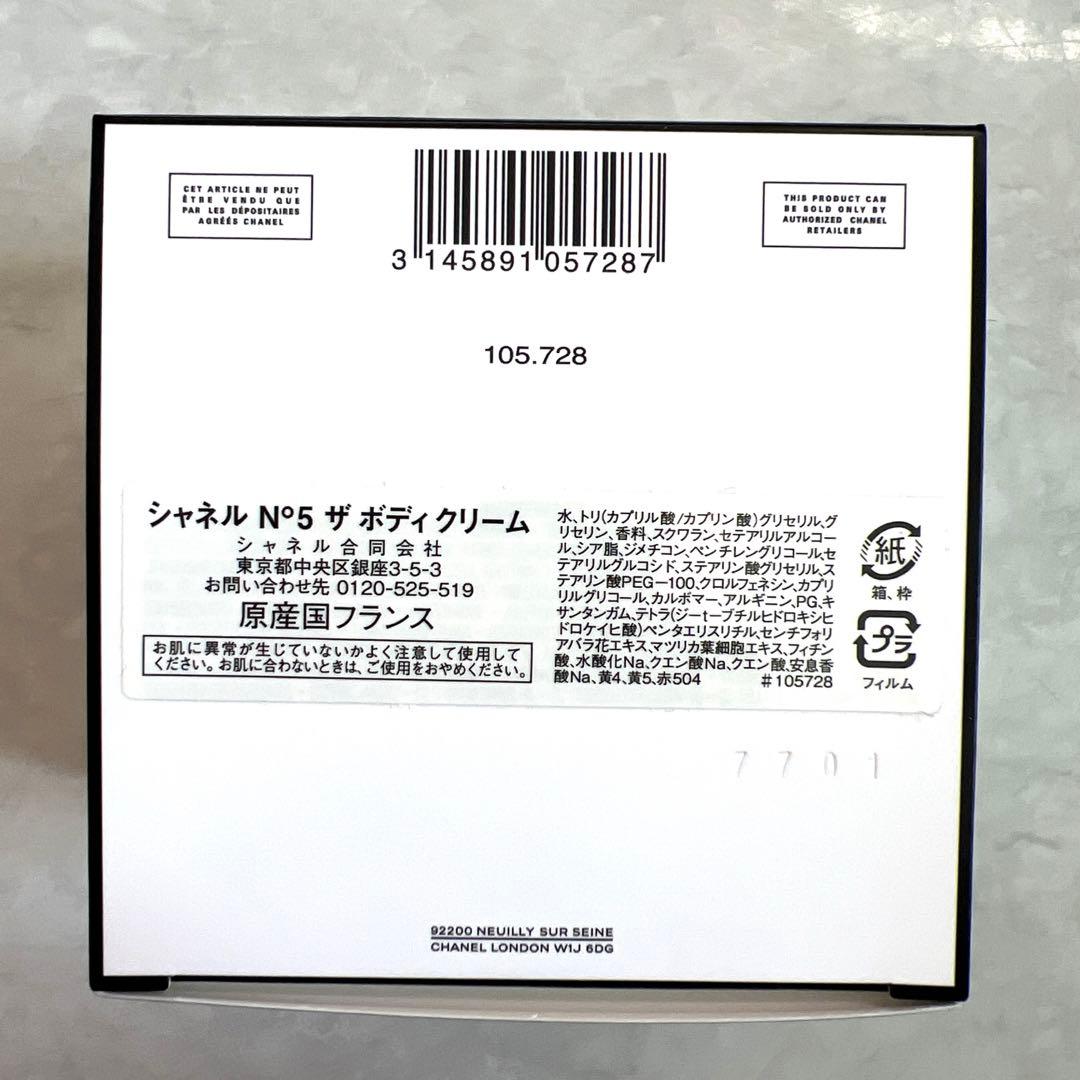 CET ARTICLE NE PEUT
ÊTRE VENDU QUE
PAR LES DÉPOSITAIRES
AGRÉÉS CHANEL
3 145891 057287
THIS PRODUCT CAN
BE SOLD ONLY BY
AUTHORIZED CHANEL
RETAILERS
105.728
シャネル Nº5 ザ ボディ クリーム
シャネル合同会社
東京都中央区銀座3-5-3
お問い合わせ先 0120-525-519
原産国フランス
お肌に異常が生じていないかよく注意して使用して
ください。お肌に合わないときは、ご使用をおやめください。
水、トリ(カプリル酸/カプリン酸)グリセリル、グ
リセリン、香料、スクワラン、セテアリルアルコー
ル、シア脂、ジメチコン、ペンチレングリコール、セ
テアリルグルコシド、ステアリン酸グリセリル、ス
テアリン酸PEG-100、クロルフェネシン、カプリ
リルグリコール、カルボマー、アルギニン、PG、キ
サンタンガム、テトラ(ジーtーブチルヒドロキシヒ
ドロケイヒ酸)ペンタエリスリチル、センチフォリ
アバラ花エキス、マツリカ葉細胞エキス、フィチン
酸、水酸化Na、クエン酸Na、クエン酸、安息香
酸Na、黄4、黄5、赤504 #105728
紙
箱、枠
プラ
フィルム
7701
92200 NEUILLY SUR SEINE
CHANEL LONDON W1J 6DG